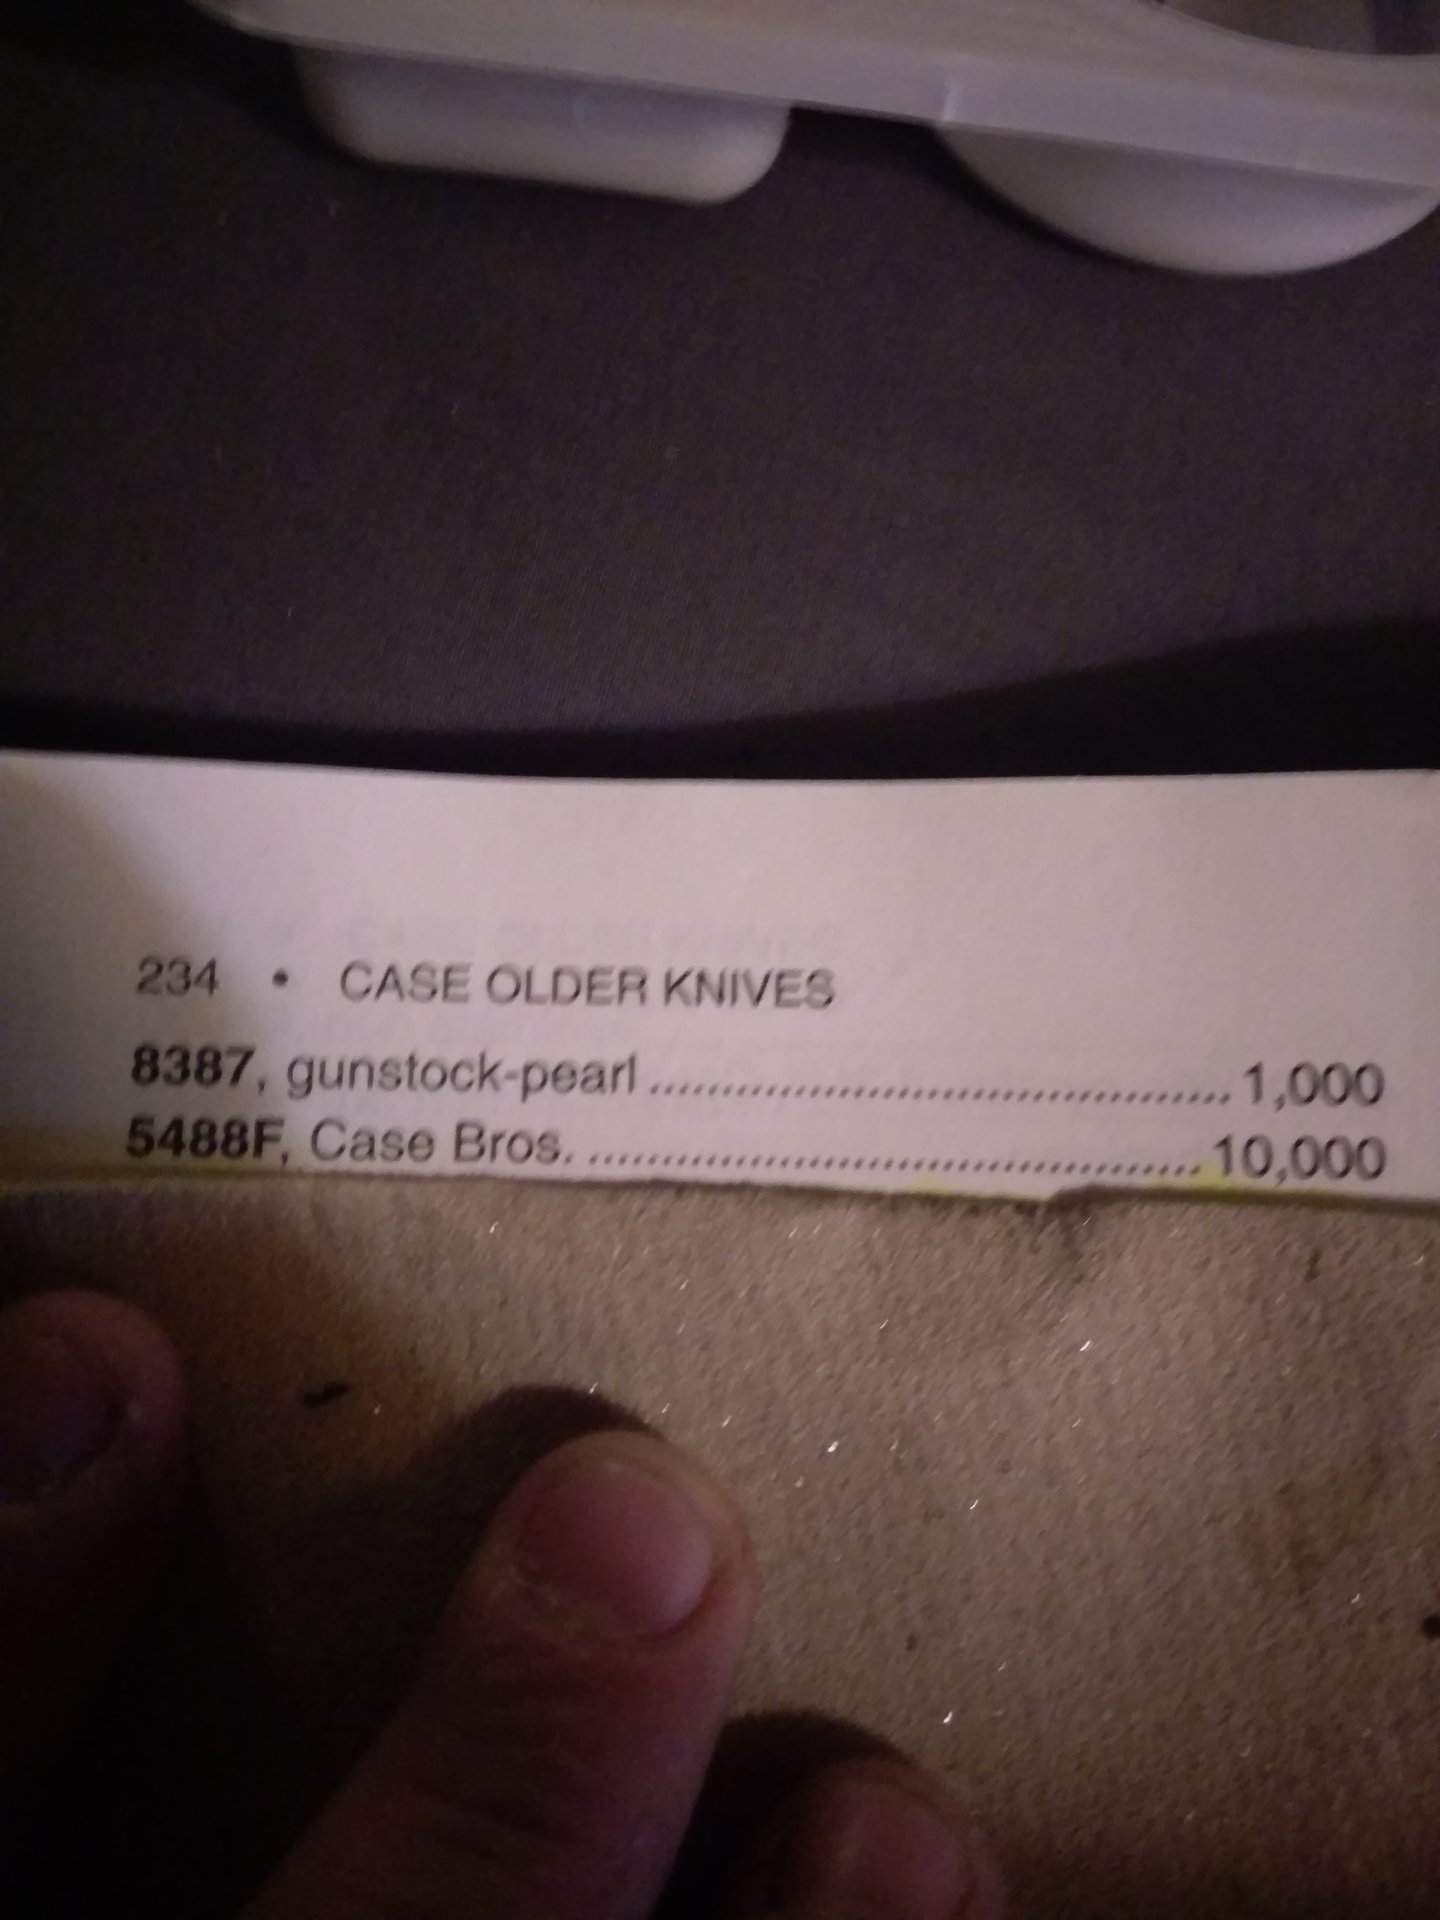 234 • CASE OLDER KNIVES
8387, gunstock-pearl ........................................ 1,000
5488F, Case Bros. .......................................... 10,000